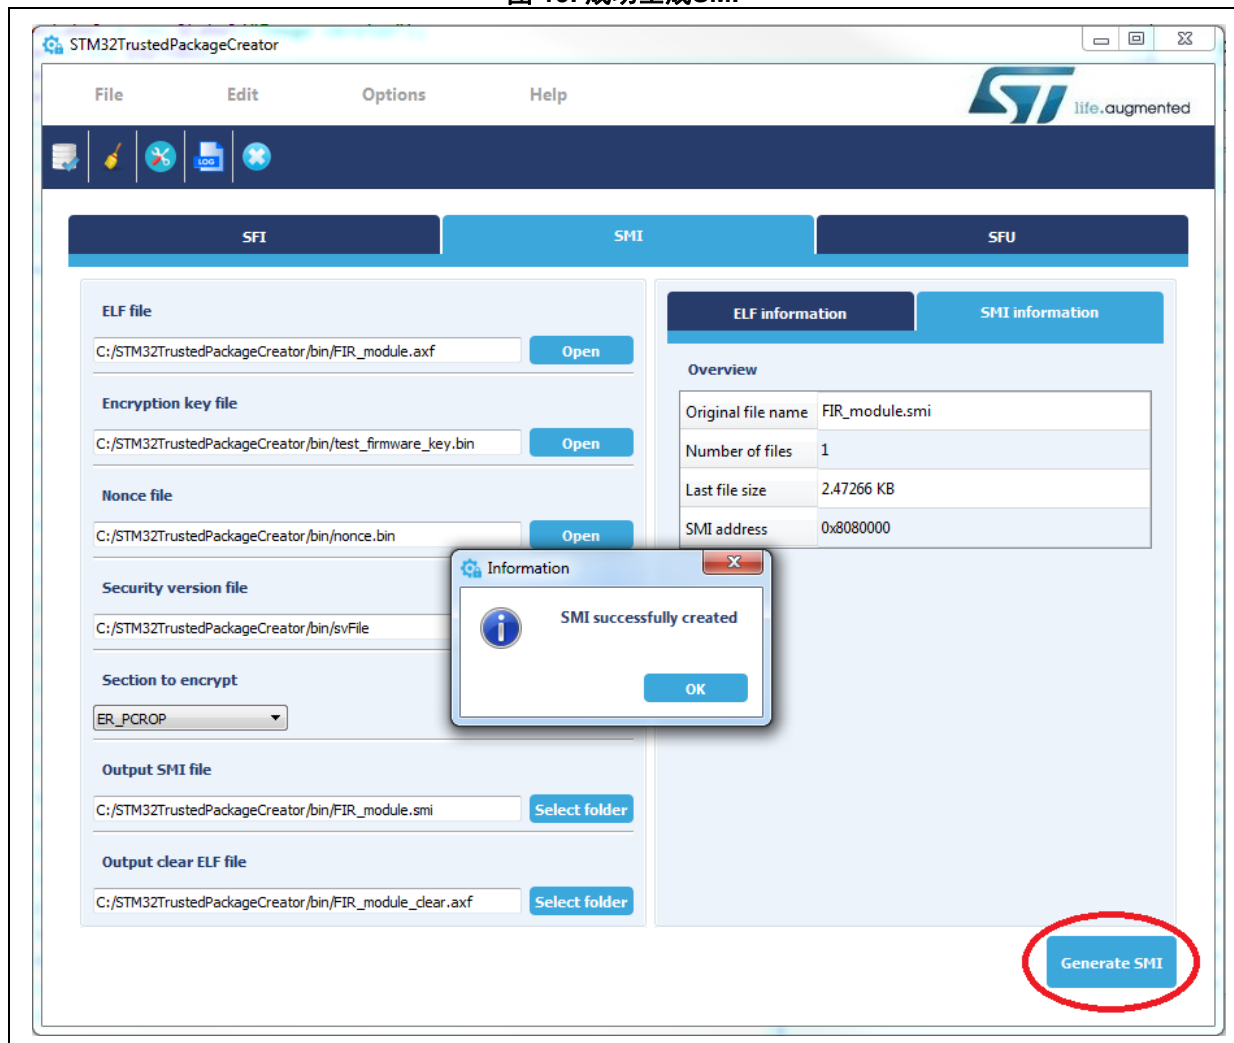 STM32TrustedPackageCreator
File Edit Options Help
life.augmented
LOG
SFI SMI SFU
ELF file
C:/STM32TrustedPackageCreator/bin/FIR_module.axf Open
Encryption key file
C:/STM32TrustedPackageCreator/bin/test_firmware_key.bin Open
Nonce file
C:/STM32TrustedPackageCreator/bin/nonce.bin Open
Security version file
C:/STM32TrustedPackageCreator/bin/svFile
Section to encrypt
ER_PCROP
Output SMI file
C:/STM32TrustedPackageCreator/bin/FIR_module.smi Select folder
Output clear ELF file
C:/STM32TrustedPackageCreator/bin/FIR_module_clear.axf Select folder
ELF information SMI information
Overview
Original file name FIR_module.smi
Number of files 1
Last file size 2.47266 KB
SMI address 0x8080000
Information
SMI successfully created
OK
Generate SMI